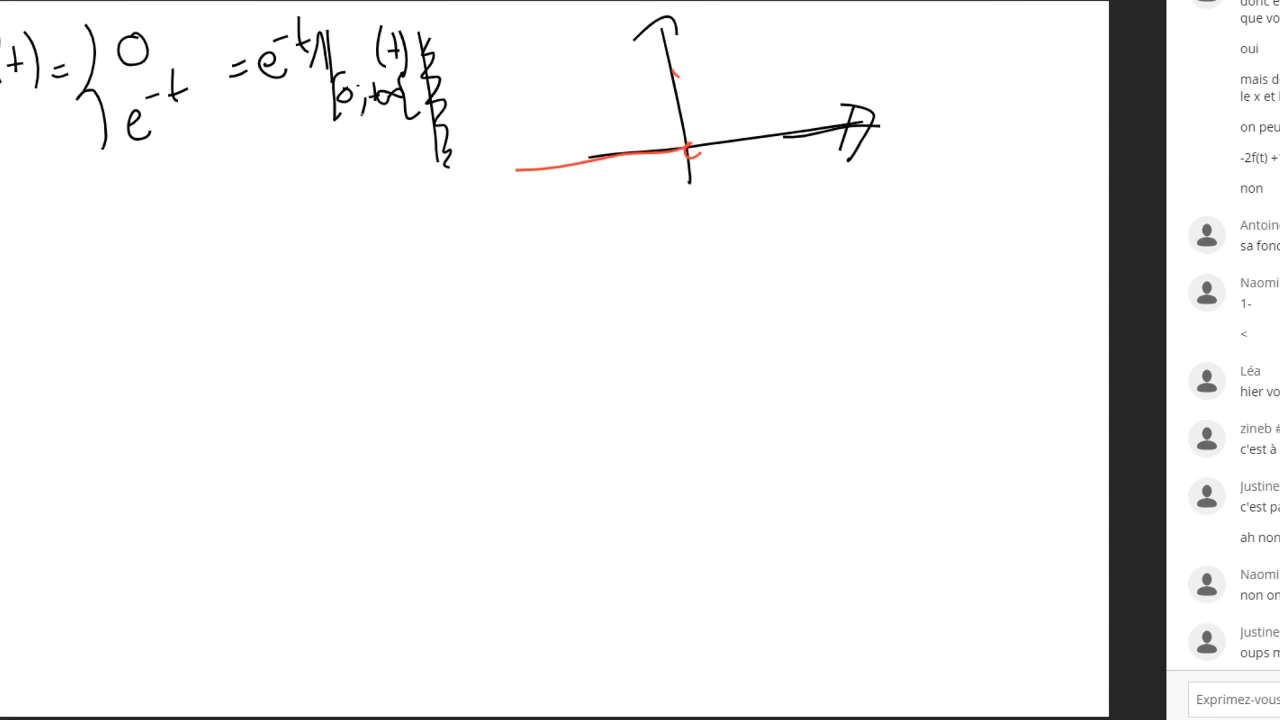 (t) = { 0
e^-t
= e^-t 𝟙 (t)
[0; +∞[
donc e
que vo
oui
mais d
le x et l
on peu
-2f(t) +
non
Antoin
sa fonc
Naomi
1-
<
Léa
hier vo
zineb #
c'est à
Justine
c'est pa
ah non
Naomi
non on
Justine
oups m
Exprimez-vous